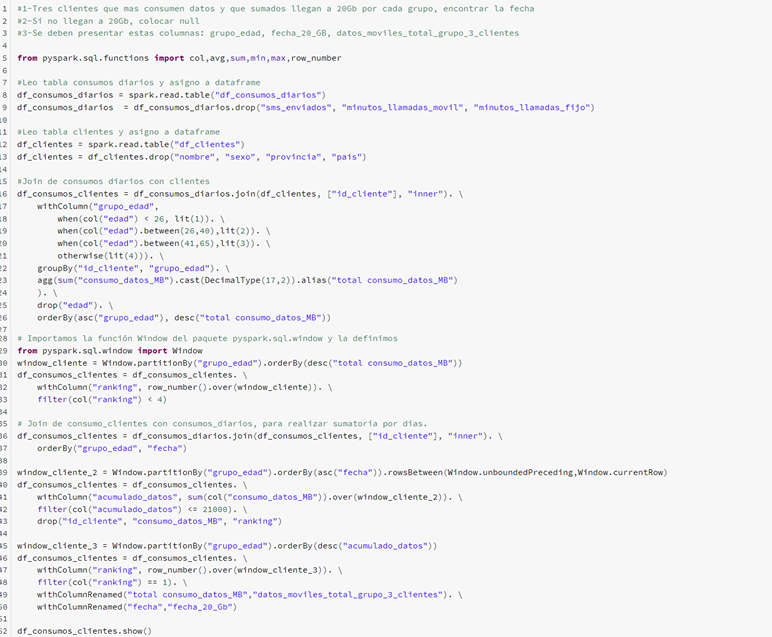 1 #1-Tres clientes que mas consumen datos y que sumados llegan a 20Gb por cada grupo, encontrar la fecha
2 #2-Si no llegan a 20Gb, colocar null
3 #3-Se deben presentar estas columnas: grupo_edad, fecha_20_GB, datos_moviles_total_grupo_3_clientes
4
5 from pyspark.sql.functions import col,avg,sum,min,max,row_number
6
7 #Leo tabla consumos diarios y asigno a dataframe
8 df_consumos_diarios = spark.read.table("df_consumos_diarios")
9 df_consumos_diarios  = df_consumos_diarios.drop("sms_enviados", "minutos_llamadas_movil", "minutos_llamadas_fijo")
10
11 #Leo tabla clientes y asigno a dataframe
12 df_clientes = spark.read.table("df_clientes")
13 df_clientes = df_clientes.drop("nombre", "sexo", "provincia", "pais")
14
15 #Join de consumos diarios con clientes
16 df_consumos_clientes = df_consumos_diarios.join(df_clientes, ["id_cliente"], "inner"). \
17     withColumn("grupo_edad",
18         when(col("edad") < 26, lit(1)). \
19         when(col("edad").between(26,40),lit(2)). \
20         when(col("edad").between(41,65),lit(3)). \
21         otherwise(lit(4))). \
22     groupBy("id_cliente", "grupo_edad"). \
23     agg(sum("consumo_datos_MB").cast(DecimalType(17,2)).alias("total consumo_datos_MB")
24     ). \
25     drop("edad"). \
26     orderBy(asc("grupo_edad"), desc("total consumo_datos_MB"))
27
28 # Importamos la función Window del paquete pyspark.sql.window y la definimos
29 from pyspark.sql.window import Window
30 window_cliente = Window.partitionBy("grupo_edad").orderBy(desc("total consumo_datos_MB"))
31 df_consumos_clientes = df_consumos_clientes. \
32     withColumn("ranking", row_number().over(window_cliente)). \
33     filter(col("ranking") < 4)
34
35 # Join de consumo_clientes con consumos_diarios, para realizar sumatoria por dias.
36 df_consumos_clientes = df_consumos_diarios.join(df_consumos_clientes, ["id_cliente"], "inner"). \
37     orderBy("grupo_edad", "fecha")
38
39 window_cliente_2 = Window.partitionBy("grupo_edad").orderBy(asc("fecha")).rowsBetween(Window.unboundedPreceding,Window.currentRow)
40 df_consumos_clientes = df_consumos_clientes. \
41     withColumn("acumulado_datos", sum(col("consumo_datos_MB")).over(window_cliente_2)). \
42     filter(col("acumulado_datos") <= 21000). \
43     drop("id_cliente", "consumo_datos_MB", "ranking")
44
45 window_cliente_3 = Window.partitionBy("grupo_edad").orderBy(desc("acumulado_datos"))
46 df_consumos_clientes = df_consumos_clientes. \
47     withColumn("ranking", row_number().over(window_cliente_3)). \
48     filter(col("ranking") == 1). \
49     withColumnRenamed("total consumo_datos_MB","datos_moviles_total_grupo_3_clientes"). \
50     withColumnRenamed("fecha","fecha_20_Gb")
51
52 df_consumos_clientes.show()